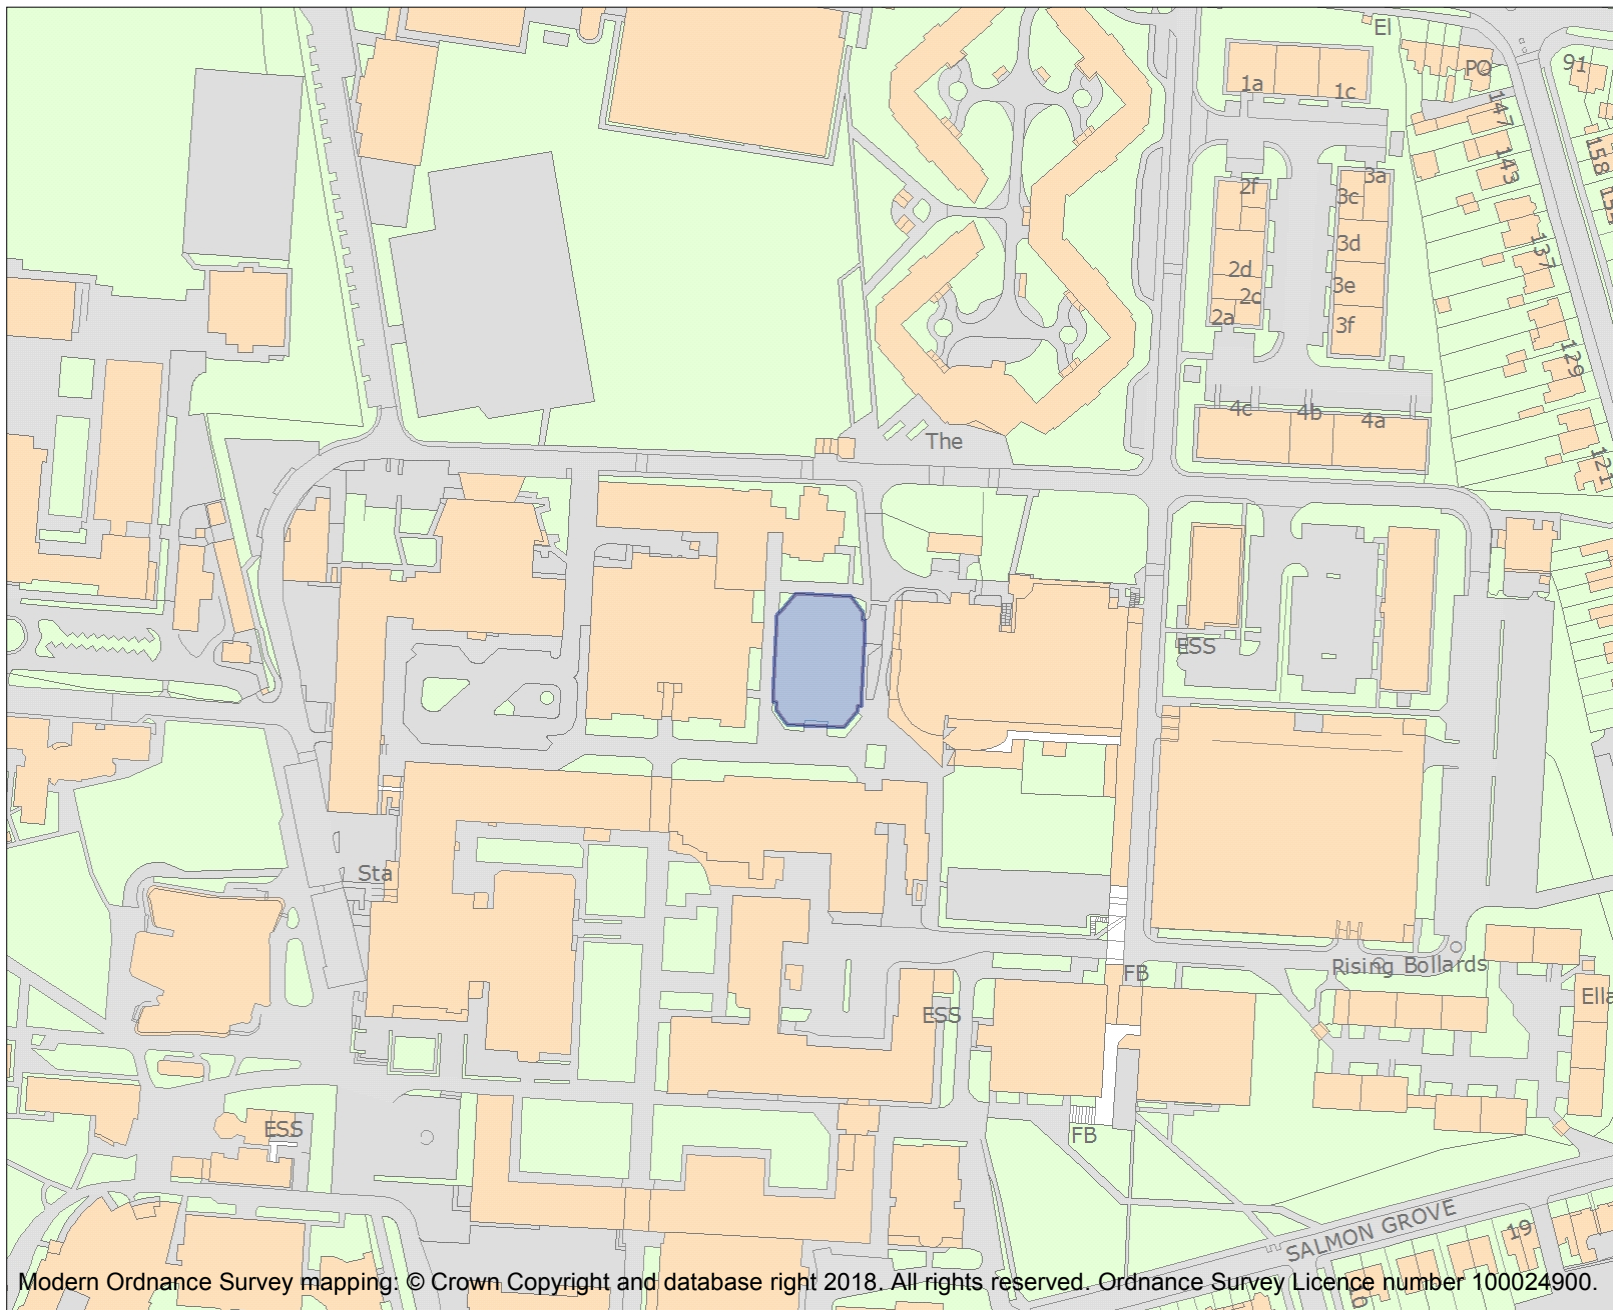 El
PO
91
1a
1c
147
158
143
3a
2f
3c
137
3d
2d
3e
2c
2a
3f
129
4c
4b
4a
The
121
ESS
Sta
Rising Bollards
FB
Ella
ESS
ESS
FB
SALMON GROVE
19
Modern Ordnance Survey mapping: © Crown Copyright and database right 2018. All rights reserved. Ordnance Survey Licence number 100024900.